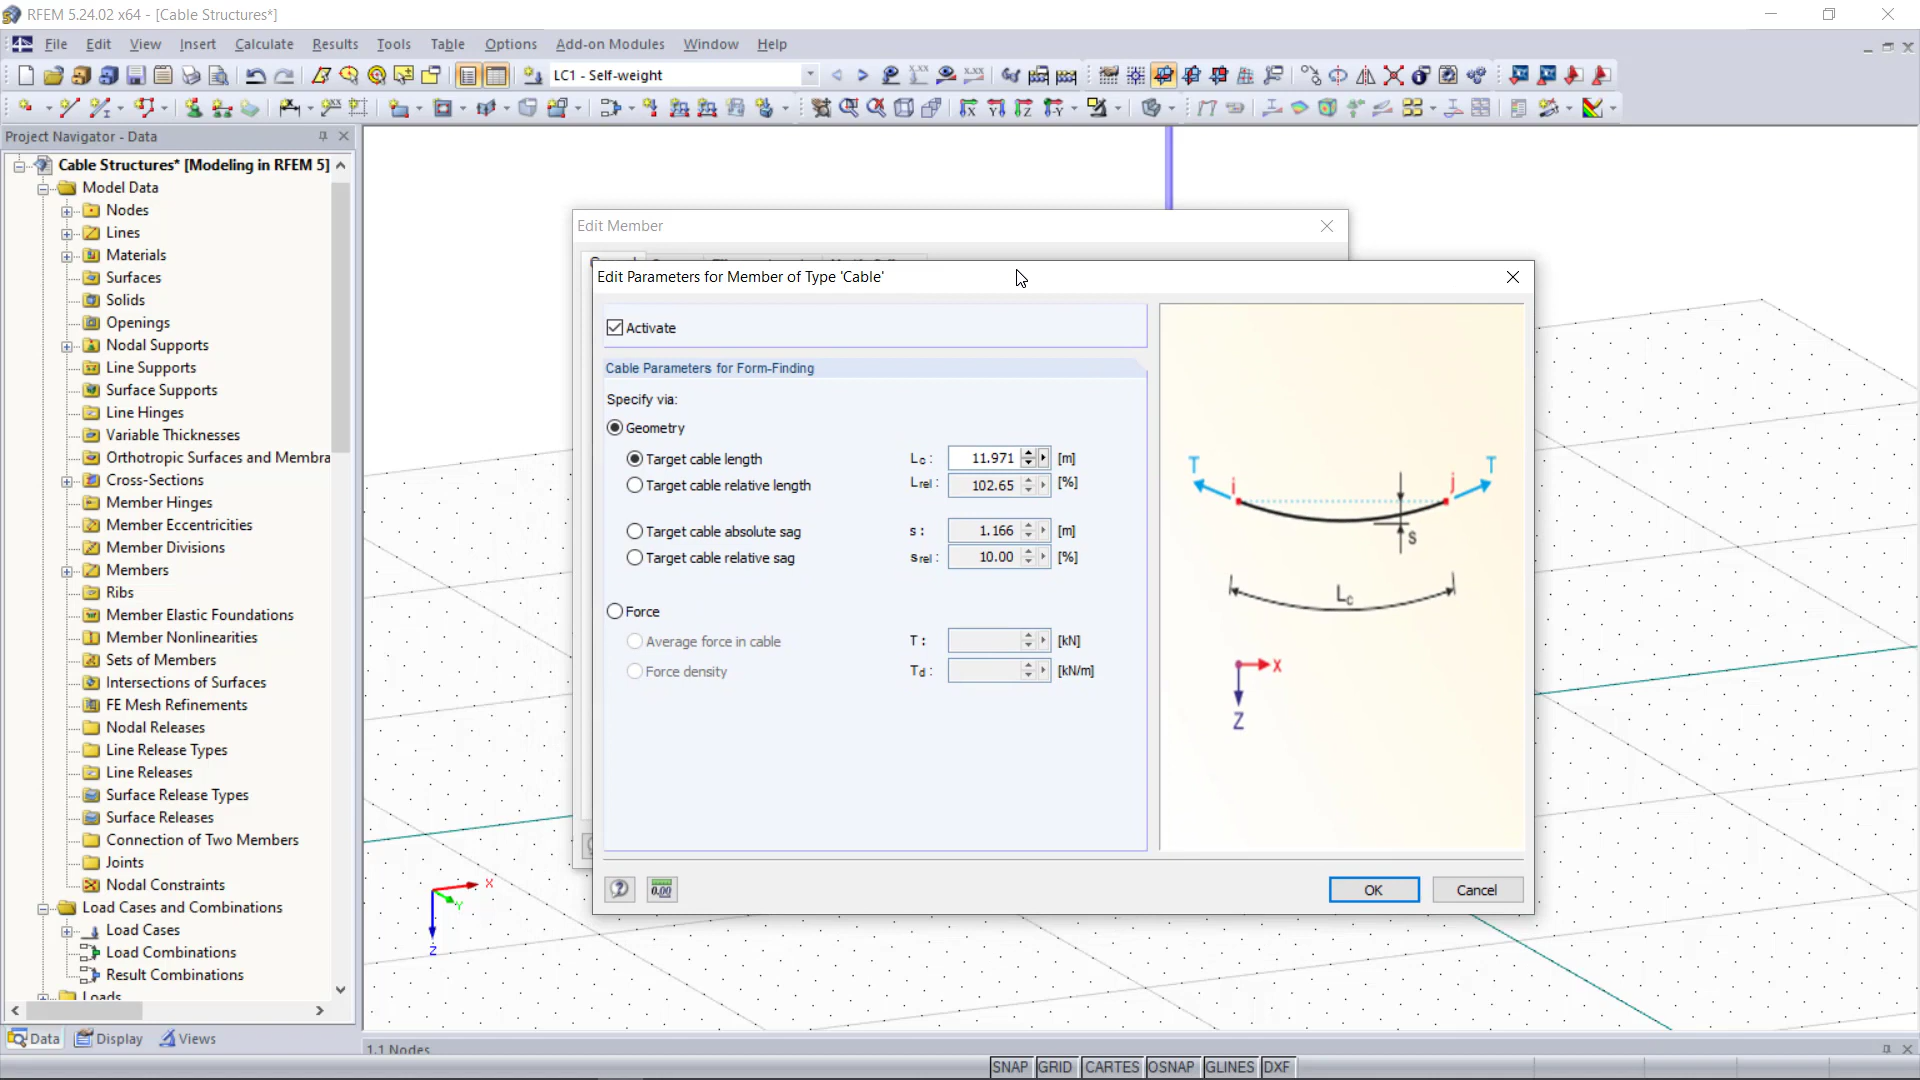 RFEM 5.24.02 x64 - [Cable Structures*]
File Edit View Insert Calculate Results Tools Table Options Add-on Modules Window Help
LC1 - Self-weight
Project Navigator - Data
Cable Structures* [Modeling in RFEM 5]
Model Data
Nodes
Lines
Materials
Surfaces
Solids
Openings
Nodal Supports
Line Supports
Surface Supports
Line Hinges
Variable Thicknesses
Orthotropic Surfaces and Membra
Cross-Sections
Member Hinges
Member Eccentricities
Member Divisions
Members
Ribs
Member Elastic Foundations
Member Nonlinearities
Sets of Members
Intersections of Surfaces
FE Mesh Refinements
Nodal Releases
Line Release Types
Line Releases
Surface Release Types
Surface Releases
Connection of Two Members
Joints
Nodal Constraints
Load Cases and Combinations
Load Cases
Load Combinations
Result Combinations
Loads
Data Display Views
Edit Member
Edit Parameters for Member of Type 'Cable'
Activate
Cable Parameters for Form-Finding
Specify via:
Geometry
Target cable length Lc : 11.971 [m]
Target cable relative length Lrel : 102.65 [%]
Target cable absolute sag s : 1.166 [m]
Target cable relative sag srel : 10.00 [%]
Force
Average force in cable T : [kN]
Force density Td : [kN/m]
T T
i j
s
Lc
X
Z
0.00
OK Cancel
X
Y
Z
1.1 Nodes
SNAP GRID CARTES OSNAP GLINES DXF